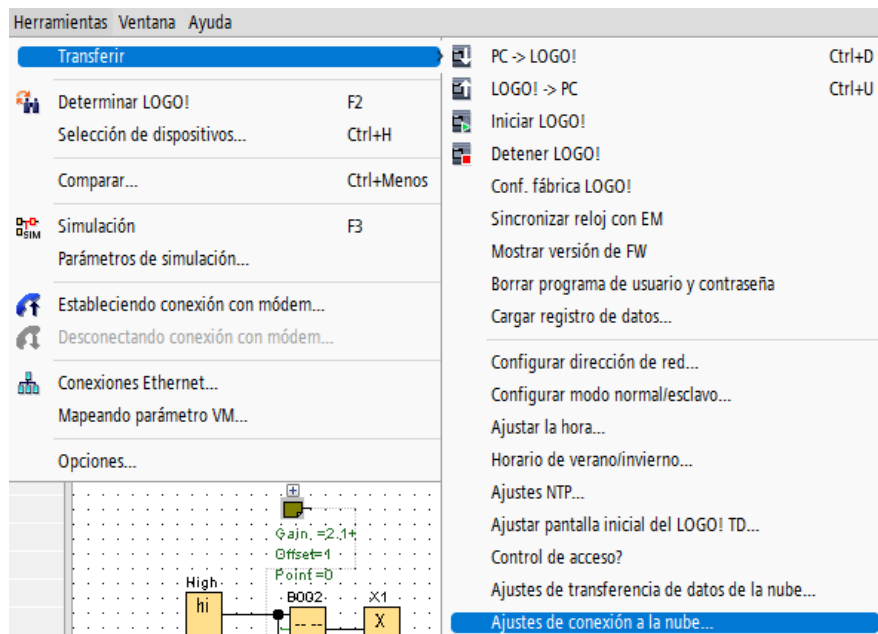 Herramientas Ventana Ayuda
Transferir
Determinar LOGO! F2
Selección de dispositivos... Ctrl+H
Comparar... Ctrl+Menos
Simulación F3
Parámetros de simulación...
Estableciendo conexión con módem...
Desconectando conexión con módem...
Conexiones Ethernet...
Mapeando parámetro VM...
Opciones...
PC -> LOGO! Ctrl+D
LOGO! -> PC Ctrl+U
Iniciar LOGO!
Detener LOGO!
Conf. fábrica LOGO!
Sincronizar reloj con EM
Mostrar versión de FW
Borrar programa de usuario y contraseña
Cargar registro de datos...
Configurar dirección de red...
Configurar modo normal/esclavo...
Ajustar la hora...
Horario de verano/invierno...
Ajustes NTP...
Ajustar pantalla inicial del LOGO! TD...
Control de acceso?
Ajustes de transferencia de datos de la nube...
Ajustes de conexión a la nube...
SIM
Gain. =2.1+
Offset=1
Point=0
High
hi
B002
X1
X